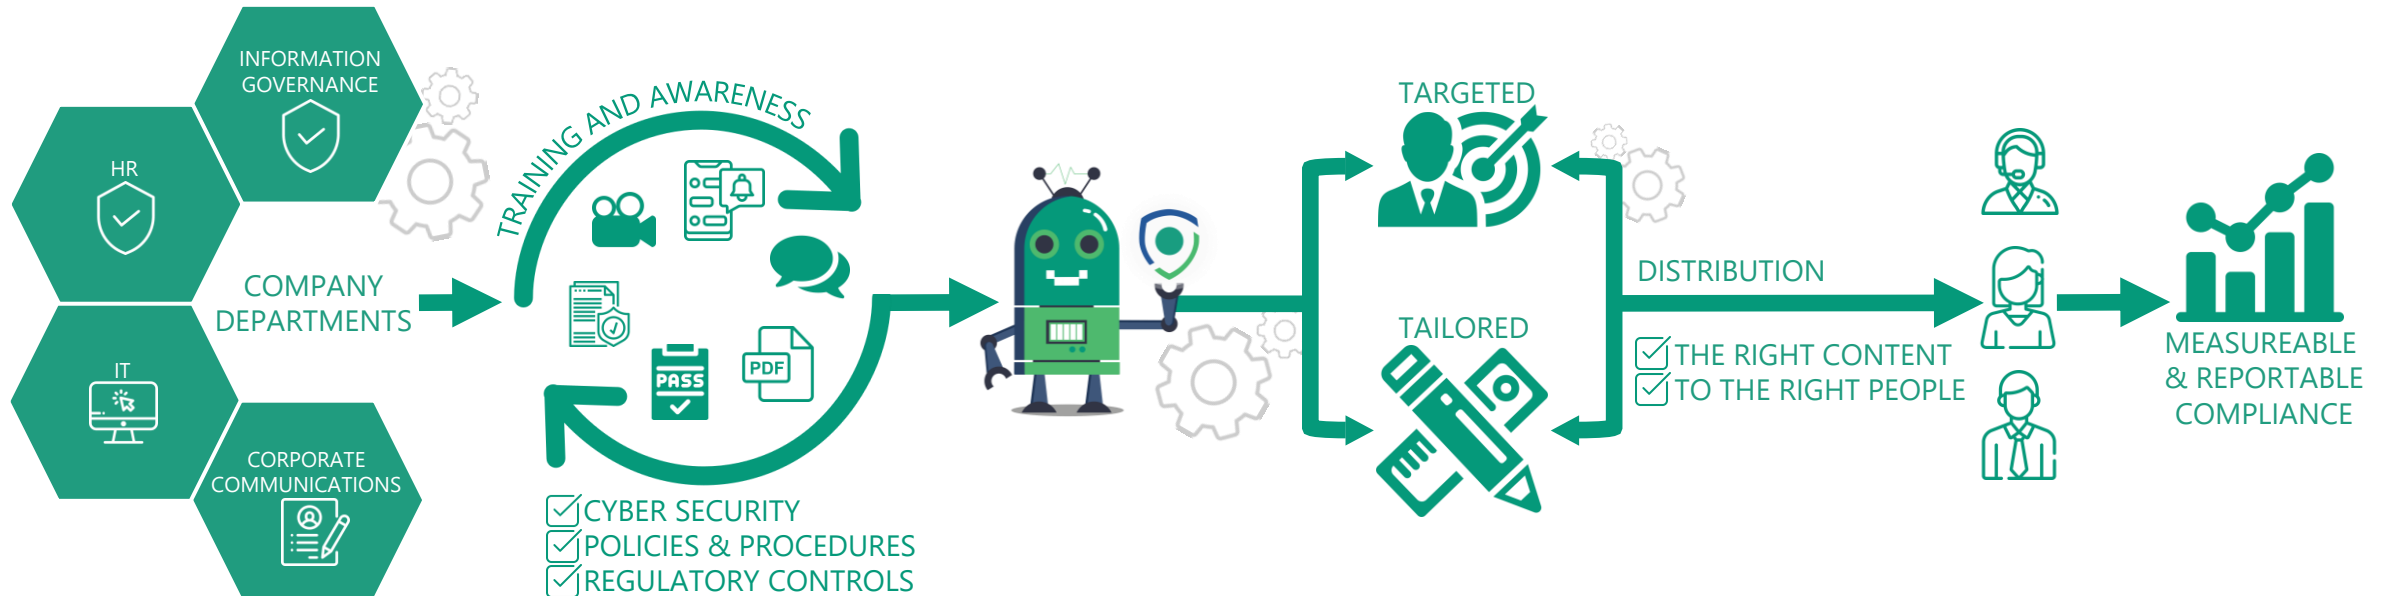 INFORMATION
GOVERNANCE
HR
IT
CORPORATE
COMMUNICATIONS
COMPANY
DEPARTMENTS
TRAINING AND AWARENESS
PASS
PDF
CYBER SECURITY
POLICIES & PROCEDURES
REGULATORY CONTROLS
TARGETED
TAILORED
DISTRIBUTION
THE RIGHT CONTENT
TO THE RIGHT PEOPLE
MEASUREABLE
& REPORTABLE
COMPLIANCE